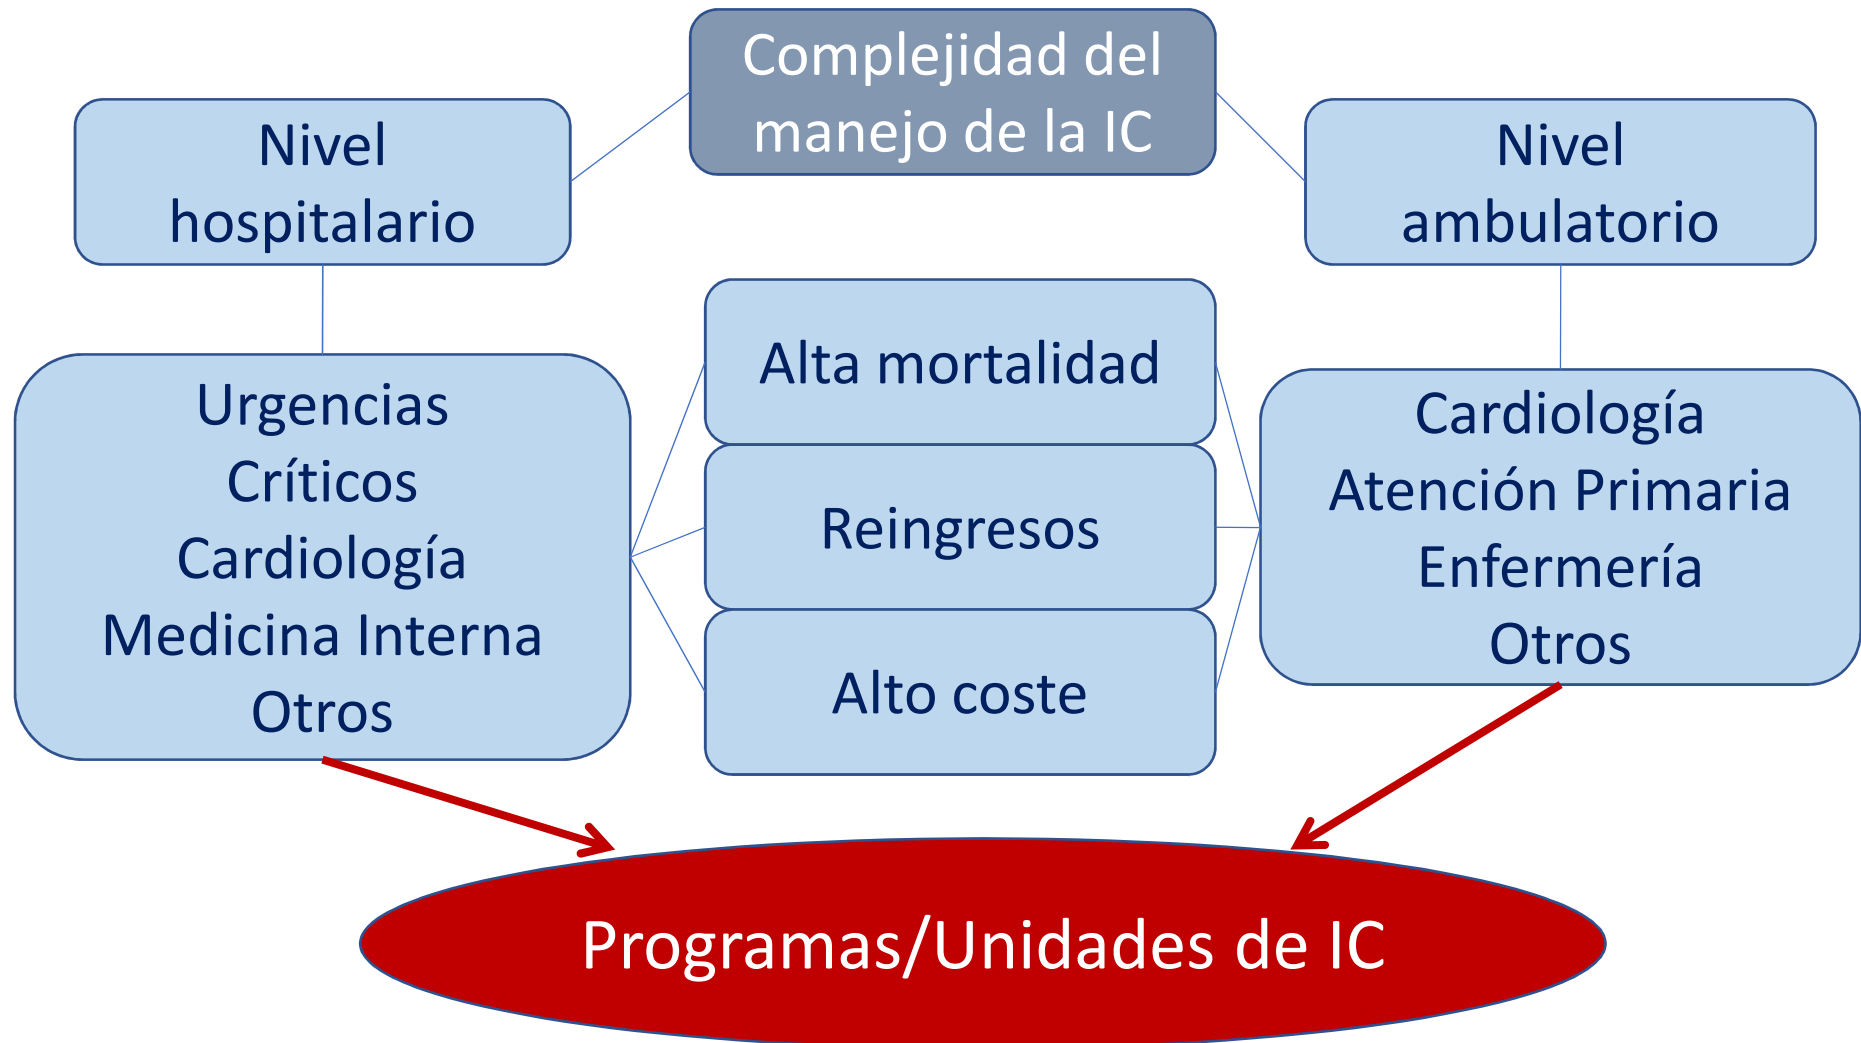 Complejidad del
manejo de la IC
Nivel
hospitalario
Nivel
ambulatorio
Urgencias
Críticos
Cardiología
Medicina Interna
Otros
Alta mortalidad
Reingresos
Alto coste
Cardiología
Atención Primaria
Enfermería
Otros
Programas/Unidades de IC